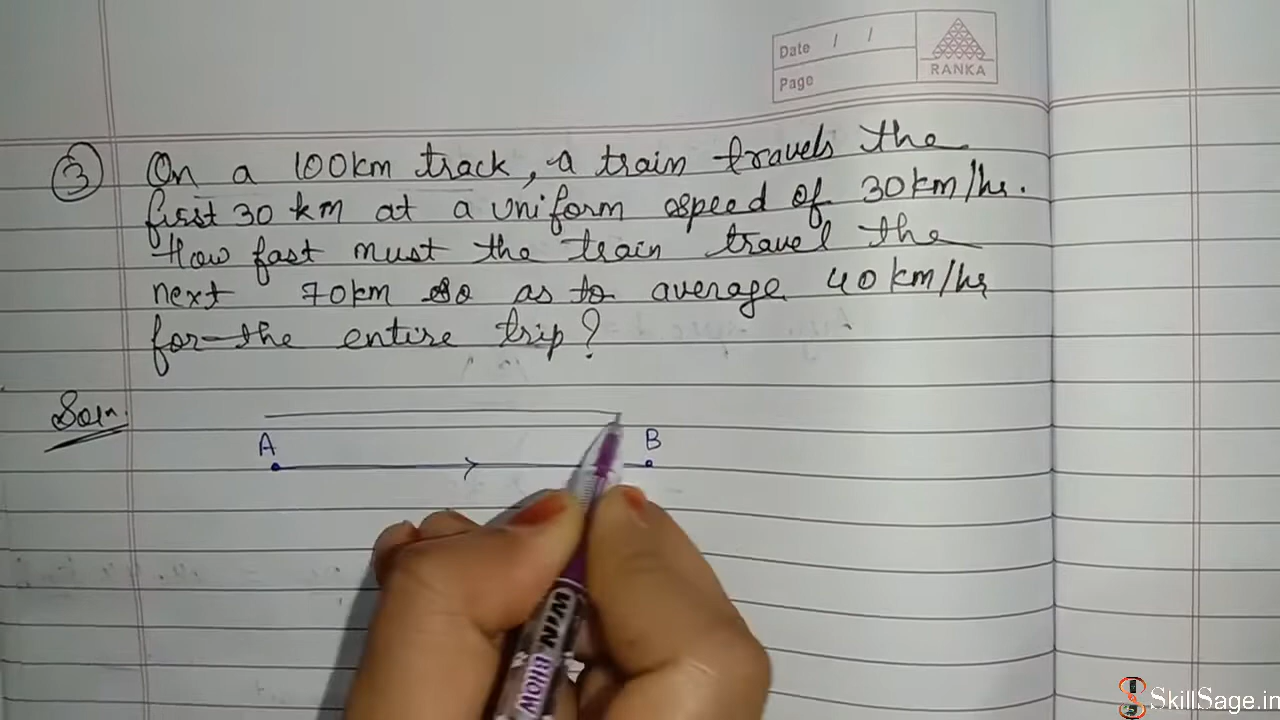 Date / /
Page
RANKA
3 On a 100km track, a train travels the
first 30 km at a uniform speed of 30km/hr.
How fast must the train travel the
next 70km so as to average 40km/hr
for the entire trip?
Soln.
A B
WIN
Blow
SkillSage.in